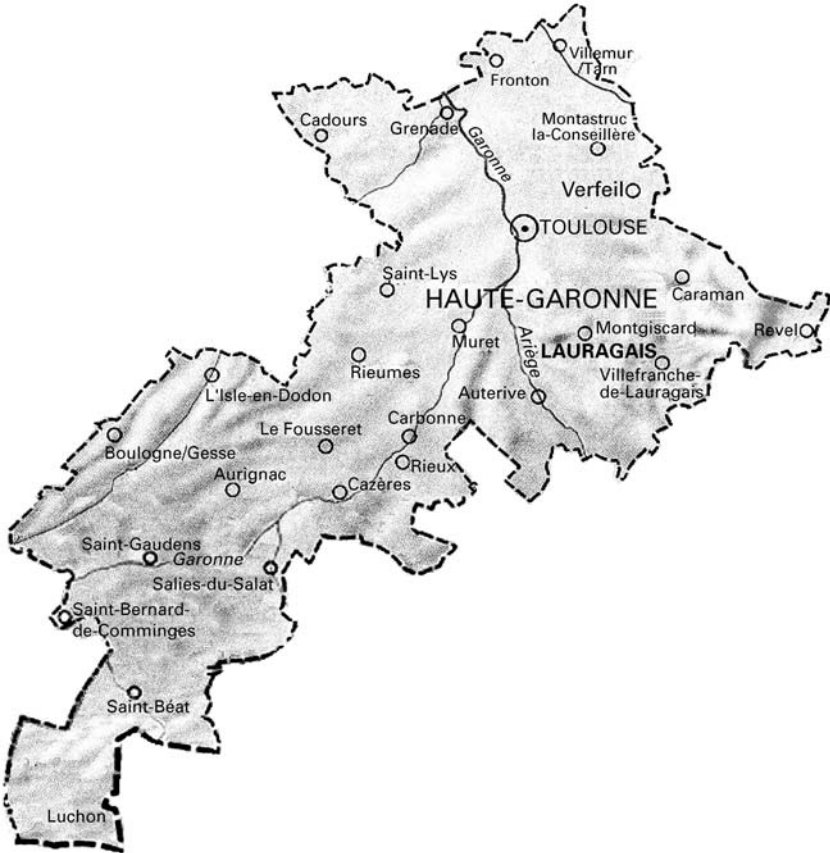 Villemur
/Tarn
Fronton
Cadours
Grenade
Montastruc
la-Conseillère
Garonne
Verfeil
TOULOUSE
Saint-Lys
HAUTE-GARONNE
Caraman
Muret
Ariège
Montgiscard
Revel
LAURAGAIS
Rieumes
Villefranche-
de-Lauragais
L'Isle-en-Dodon
Auterive
Carbonne
Le Fousseret
Boulogne/Gesse
Aurignac
Rieux
Cazères
Saint-Gaudens
Garonne
Salies-du-Salat
Saint-Bernard-
de-Comminges
Saint-Béat
Luchon